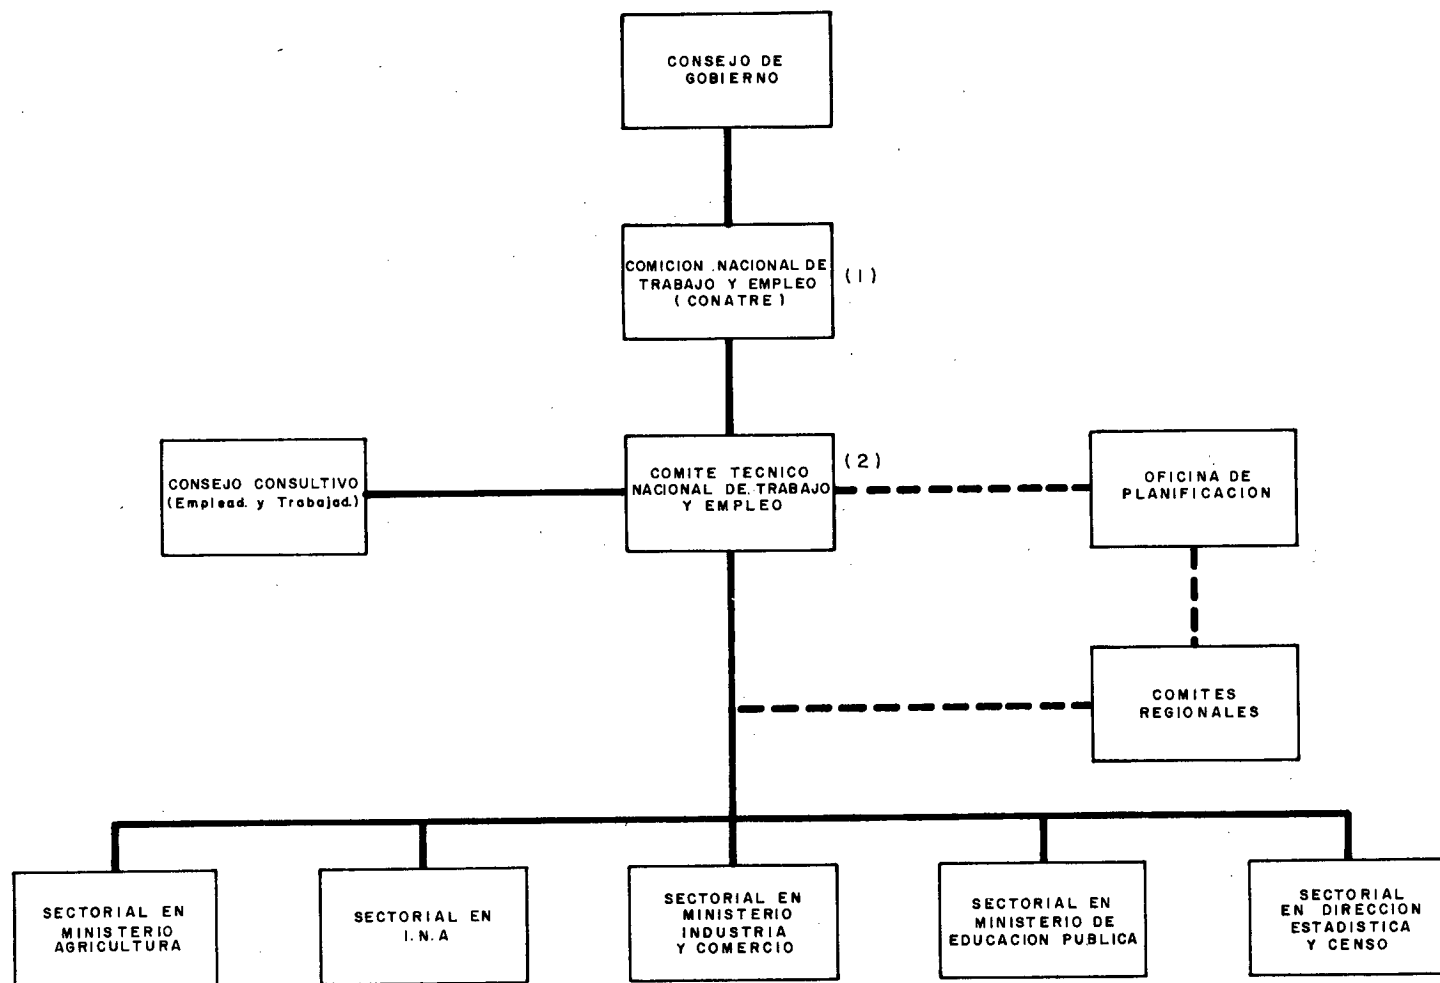 CONSEJO DE
GOBIERNO
COMICION NACIONAL DE
TRABAJO Y EMPLEO
(CONATRE)
(1)
CONSEJO CONSULTIVO
(Emplead. y Trabajad.)
COMITE TECNICO
NACIONAL DE TRABAJO
Y EMPLEO
(2)
OFICINA DE
PLANIFICACION
COMITES
REGIONALES
SECTORIAL EN
MINISTERIO
AGRICULTURA
SECTORIAL EN
I.N.A
SECTORIAL EN
MINISTERIO
INDUSTRIA
Y COMERCIO
SECTORIAL EN
MINISTERIO DE
EDUCACION PUBLICA
SECTORIAL
EN DIRECCION
ESTADISTICA
Y CENSO